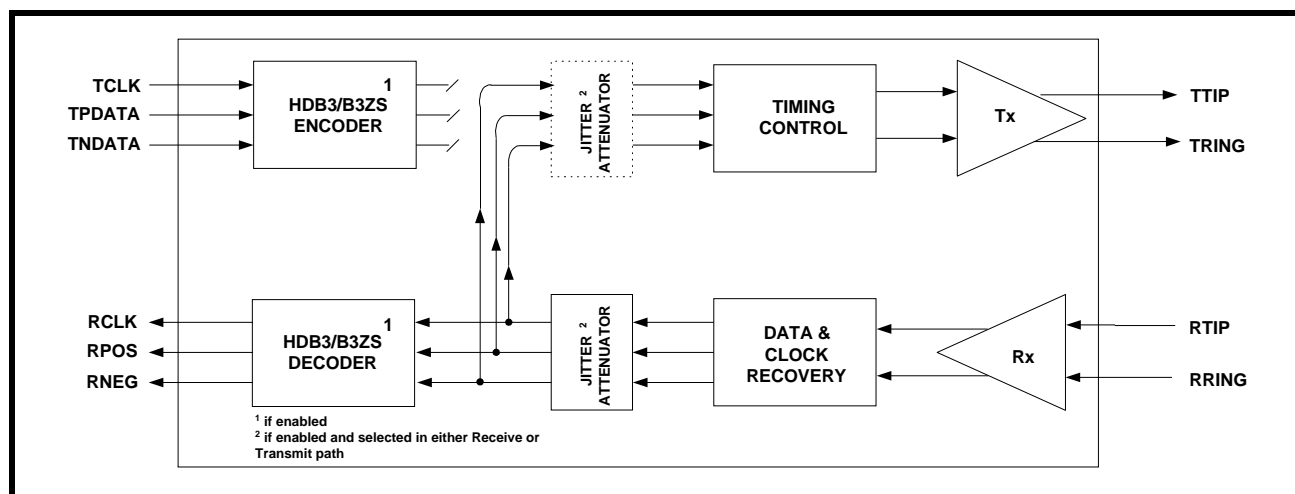 TCLK
TPDATA
TNDATA
1
HDB3/B3ZS
ENCODER
JITTER 2
ATTENUATOR
TIMING
CONTROL
Tx
TTIP
TRING
RCLK
RPOS
RNEG
1
HDB3/B3ZS
DECODER
JITTER 2
ATTENUATOR
DATA &
CLOCK
RECOVERY
Rx
RTIP
RRING
1 if enabled
2 if enabled and selected in either Receive or
Transmit path